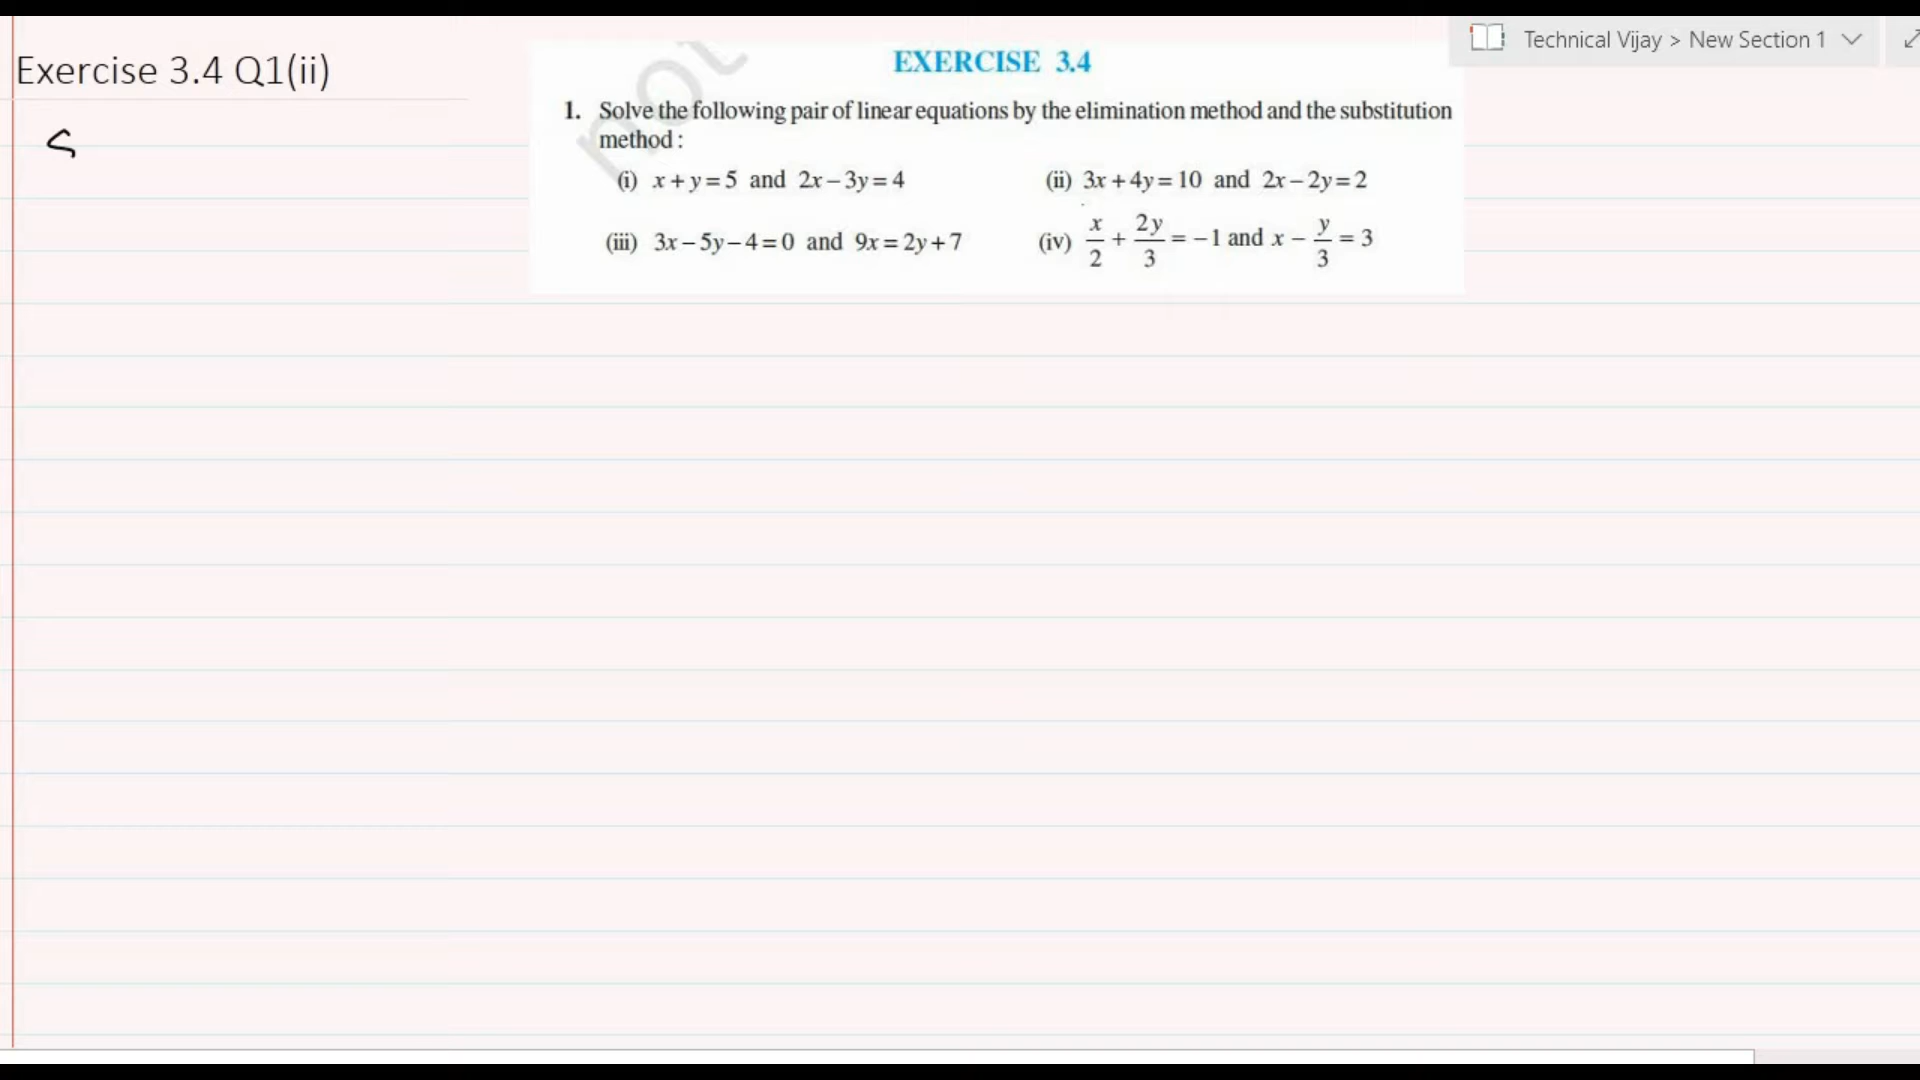 Technical Vijay > New Section 1
Exercise 3.4 Q1(ii)
S
not
EXERCISE 3.4
1. Solve the following pair of linear equations by the elimination method and the substitution
method :
(i) x + y = 5 and 2x – 3y = 4 (ii) 3x + 4y = 10 and 2x – 2y = 2
(iii) 3x – 5y – 4 = 0 and 9x = 2y + 7 (iv) x/2 + 2y/3 = –1 and x – y/3 = 3